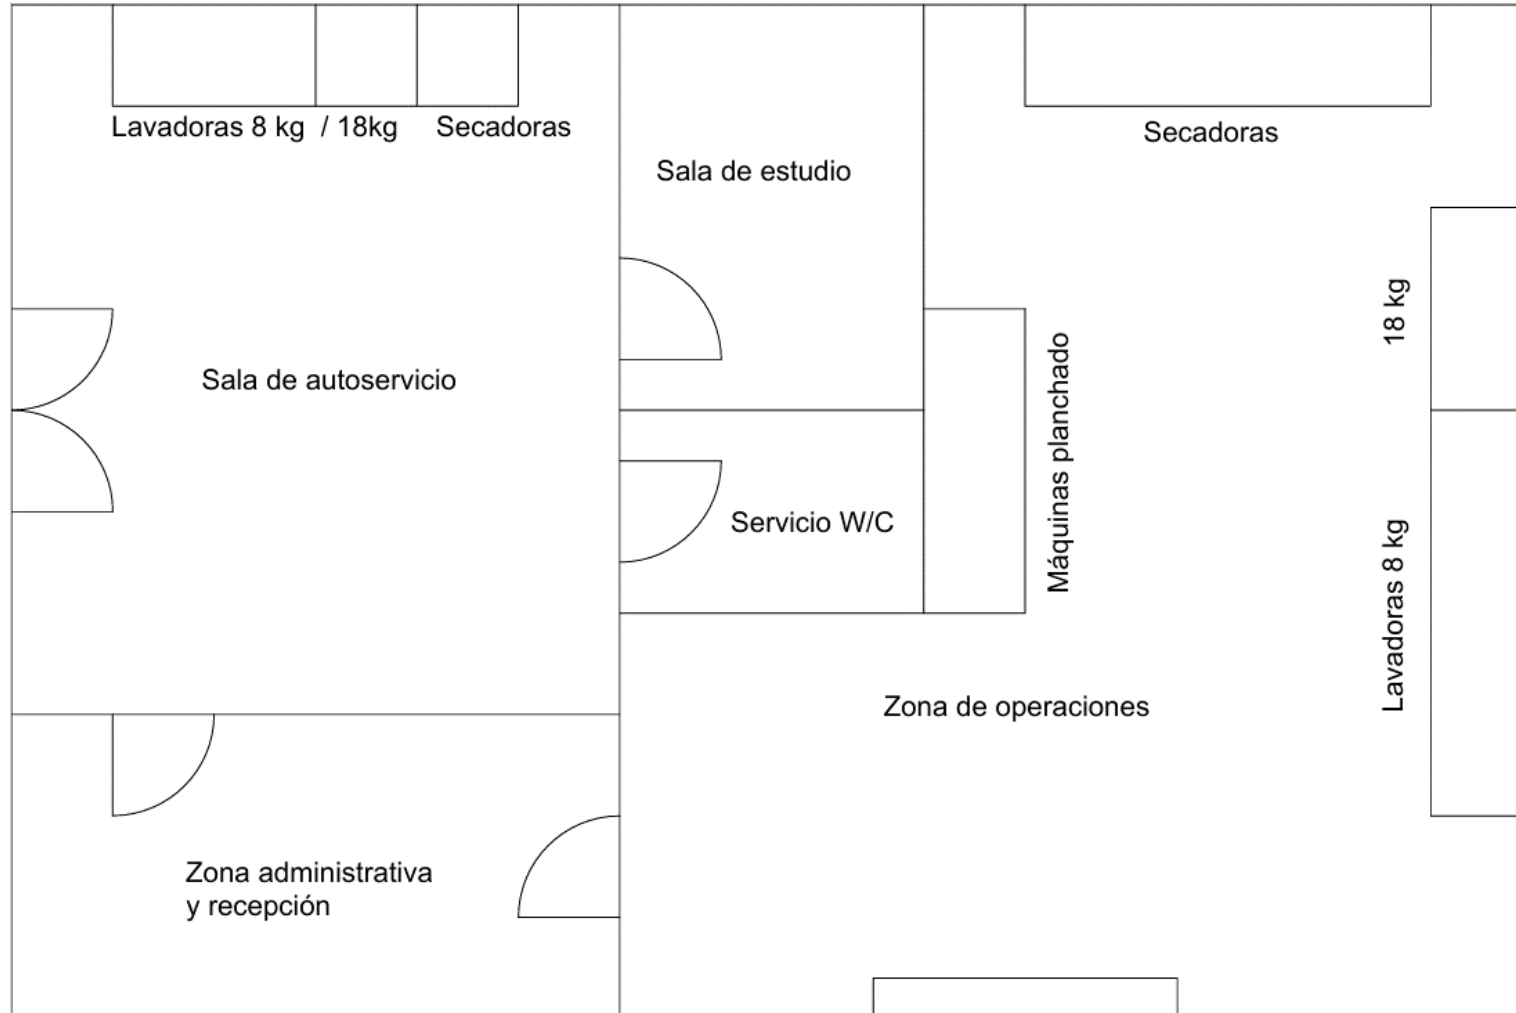 Lavadoras 8 kg / 18kg
Secadoras
Secadoras
Sala de estudio
18 kg
Sala de autoservicio
Máquinas planchado
Servicio W/C
Lavadoras 8 kg
Zona de operaciones
Zona administrativa
y recepción